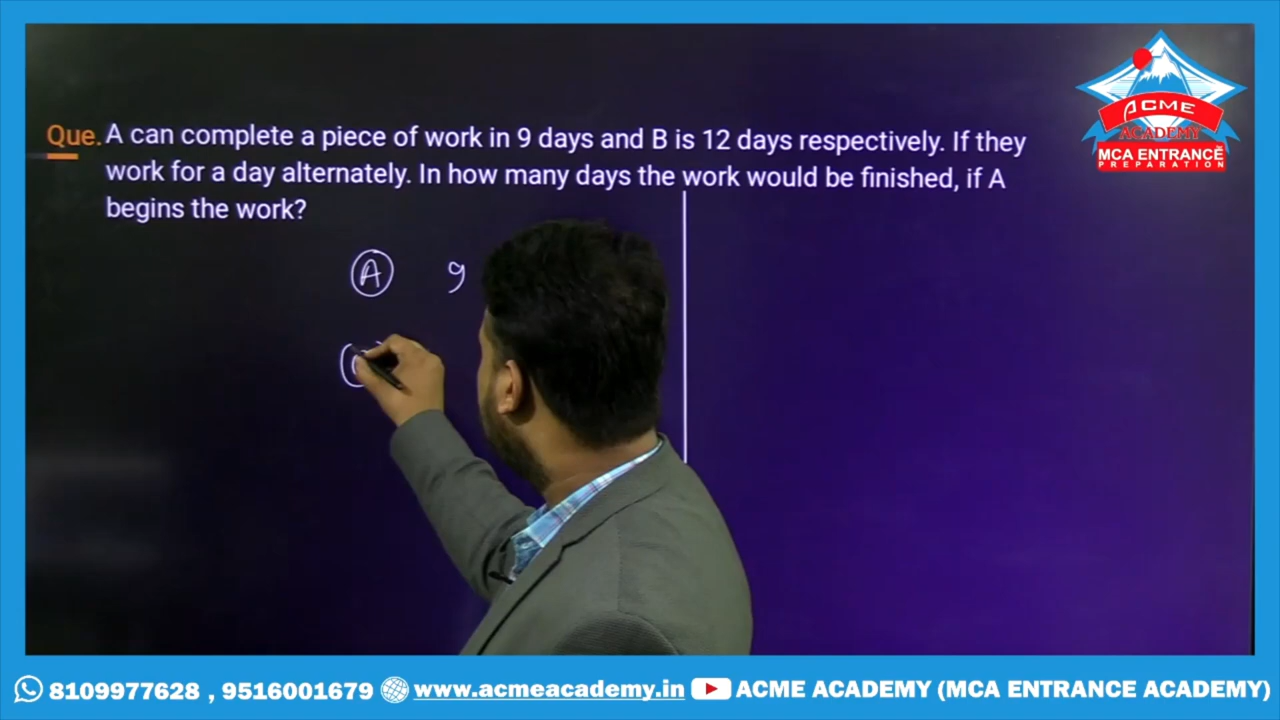 Que. A can complete a piece of work in 9 days and B is 12 days respectively. If they
work for a day alternately. In how many days the work would be finished, if A
begins the work?
A 9
ACME
ACADEMY
MCA ENTRANCE
PREPARATION
8109977628 , 9516001679 www.acmeacademy.in ACME ACADEMY (MCA ENTRANCE ACADEMY)